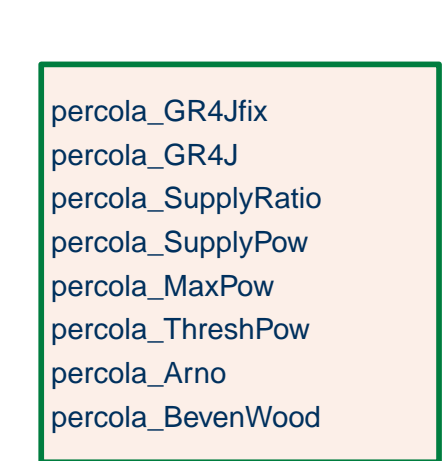 percola_GR4Jfix
percola_GR4J
percola_SupplyRatio
percola_SupplyPow
percola_MaxPow
percola_ThreshPow
percola_Arno
percola_BevenWood